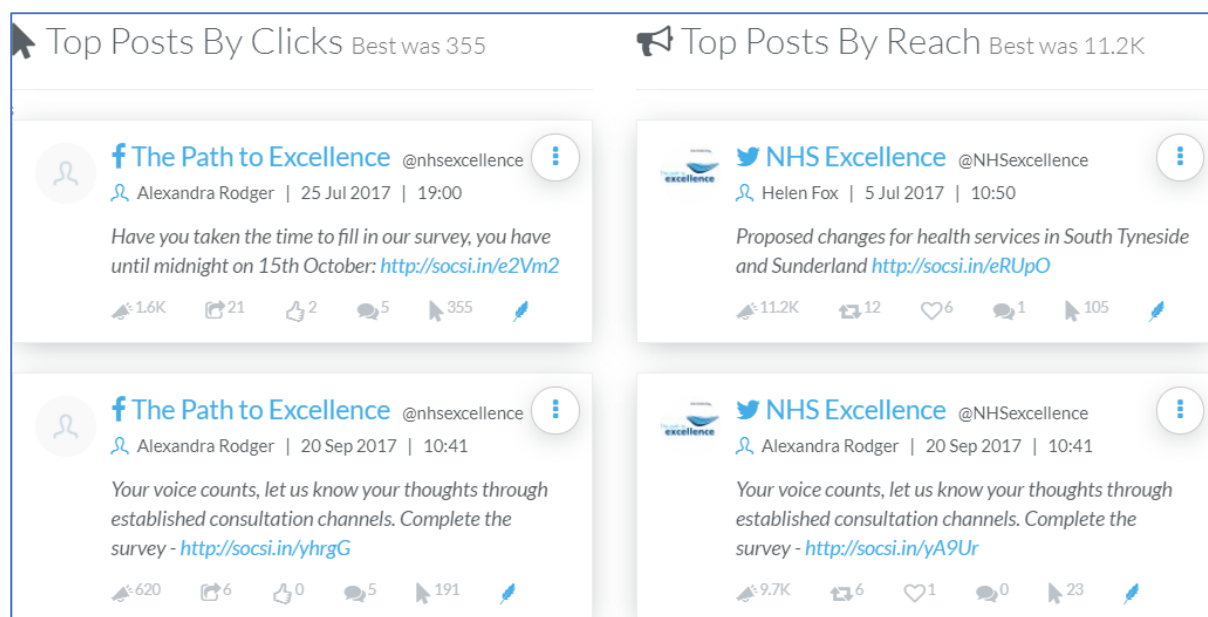 Top Posts By Clicks Best was 355
The Path to Excellence @nhsexcellence
Alexandra Rodger | 25 Jul 2017 | 19:00
Have you taken the time to fill in our survey, you have
until midnight on 15th October: http://socsi.in/e2Vm2
1.6K 21 2 5 355
The Path to Excellence @nhsexcellence
Alexandra Rodger | 20 Sep 2017 | 10:41
Your voice counts, let us know your thoughts through
established consultation channels. Complete the
survey - http://socsi.in/yhrgG
620 6 0 5 191
Top Posts By Reach Best was 11.2K
excellence
NHS Excellence @NHSexcellence
Helen Fox | 5 Jul 2017 | 10:50
Proposed changes for health services in South Tyneside
and Sunderland http://socsi.in/eRUpO
11.2K 12 6 1 105
excellence
NHS Excellence @NHSexcellence
Alexandra Rodger | 20 Sep 2017 | 10:41
Your voice counts, let us know your thoughts through
established consultation channels. Complete the
survey - http://socsi.in/yA9Ur
9.7K 6 1 0 23